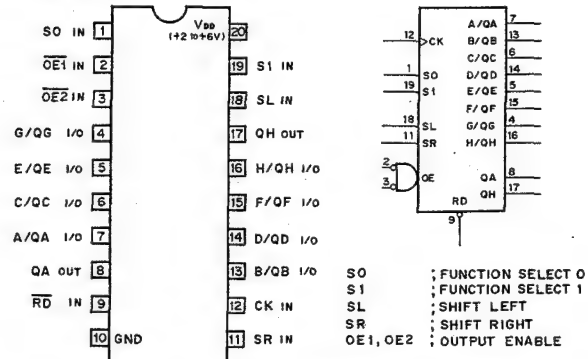 SO IN 1
VDD
(+2 TO +6V)
20
OE1 IN 2
19 S1 IN
OE2 IN 3
18 SL IN
G/QG I/O 4
17 QH OUT
E/QE I/O 5
16 H/QH I/O
C/QC I/O 6
15 F/QF I/O
A/QA I/O 7
14 D/QD I/O
QA OUT 8
13 B/QB I/O
RD IN 9
12 CK IN
10 GND
11 SR IN
A/QA 7
12 CK
B/QB 13
C/QC 6
1 SO
D/QD 14
19 S1
E/QE 5
F/QF 15
18 SL
G/QG 4
11 SR
H/QH 16
2
3
OE
QA 8
QH 17
RD
9
SO ; FUNCTION SELECT 0
S1 ; FUNCTION SELECT 1
SL ; SHIFT LEFT
SR ; SHIFT RIGHT
OE1, OE2 ; OUTPUT ENABLE